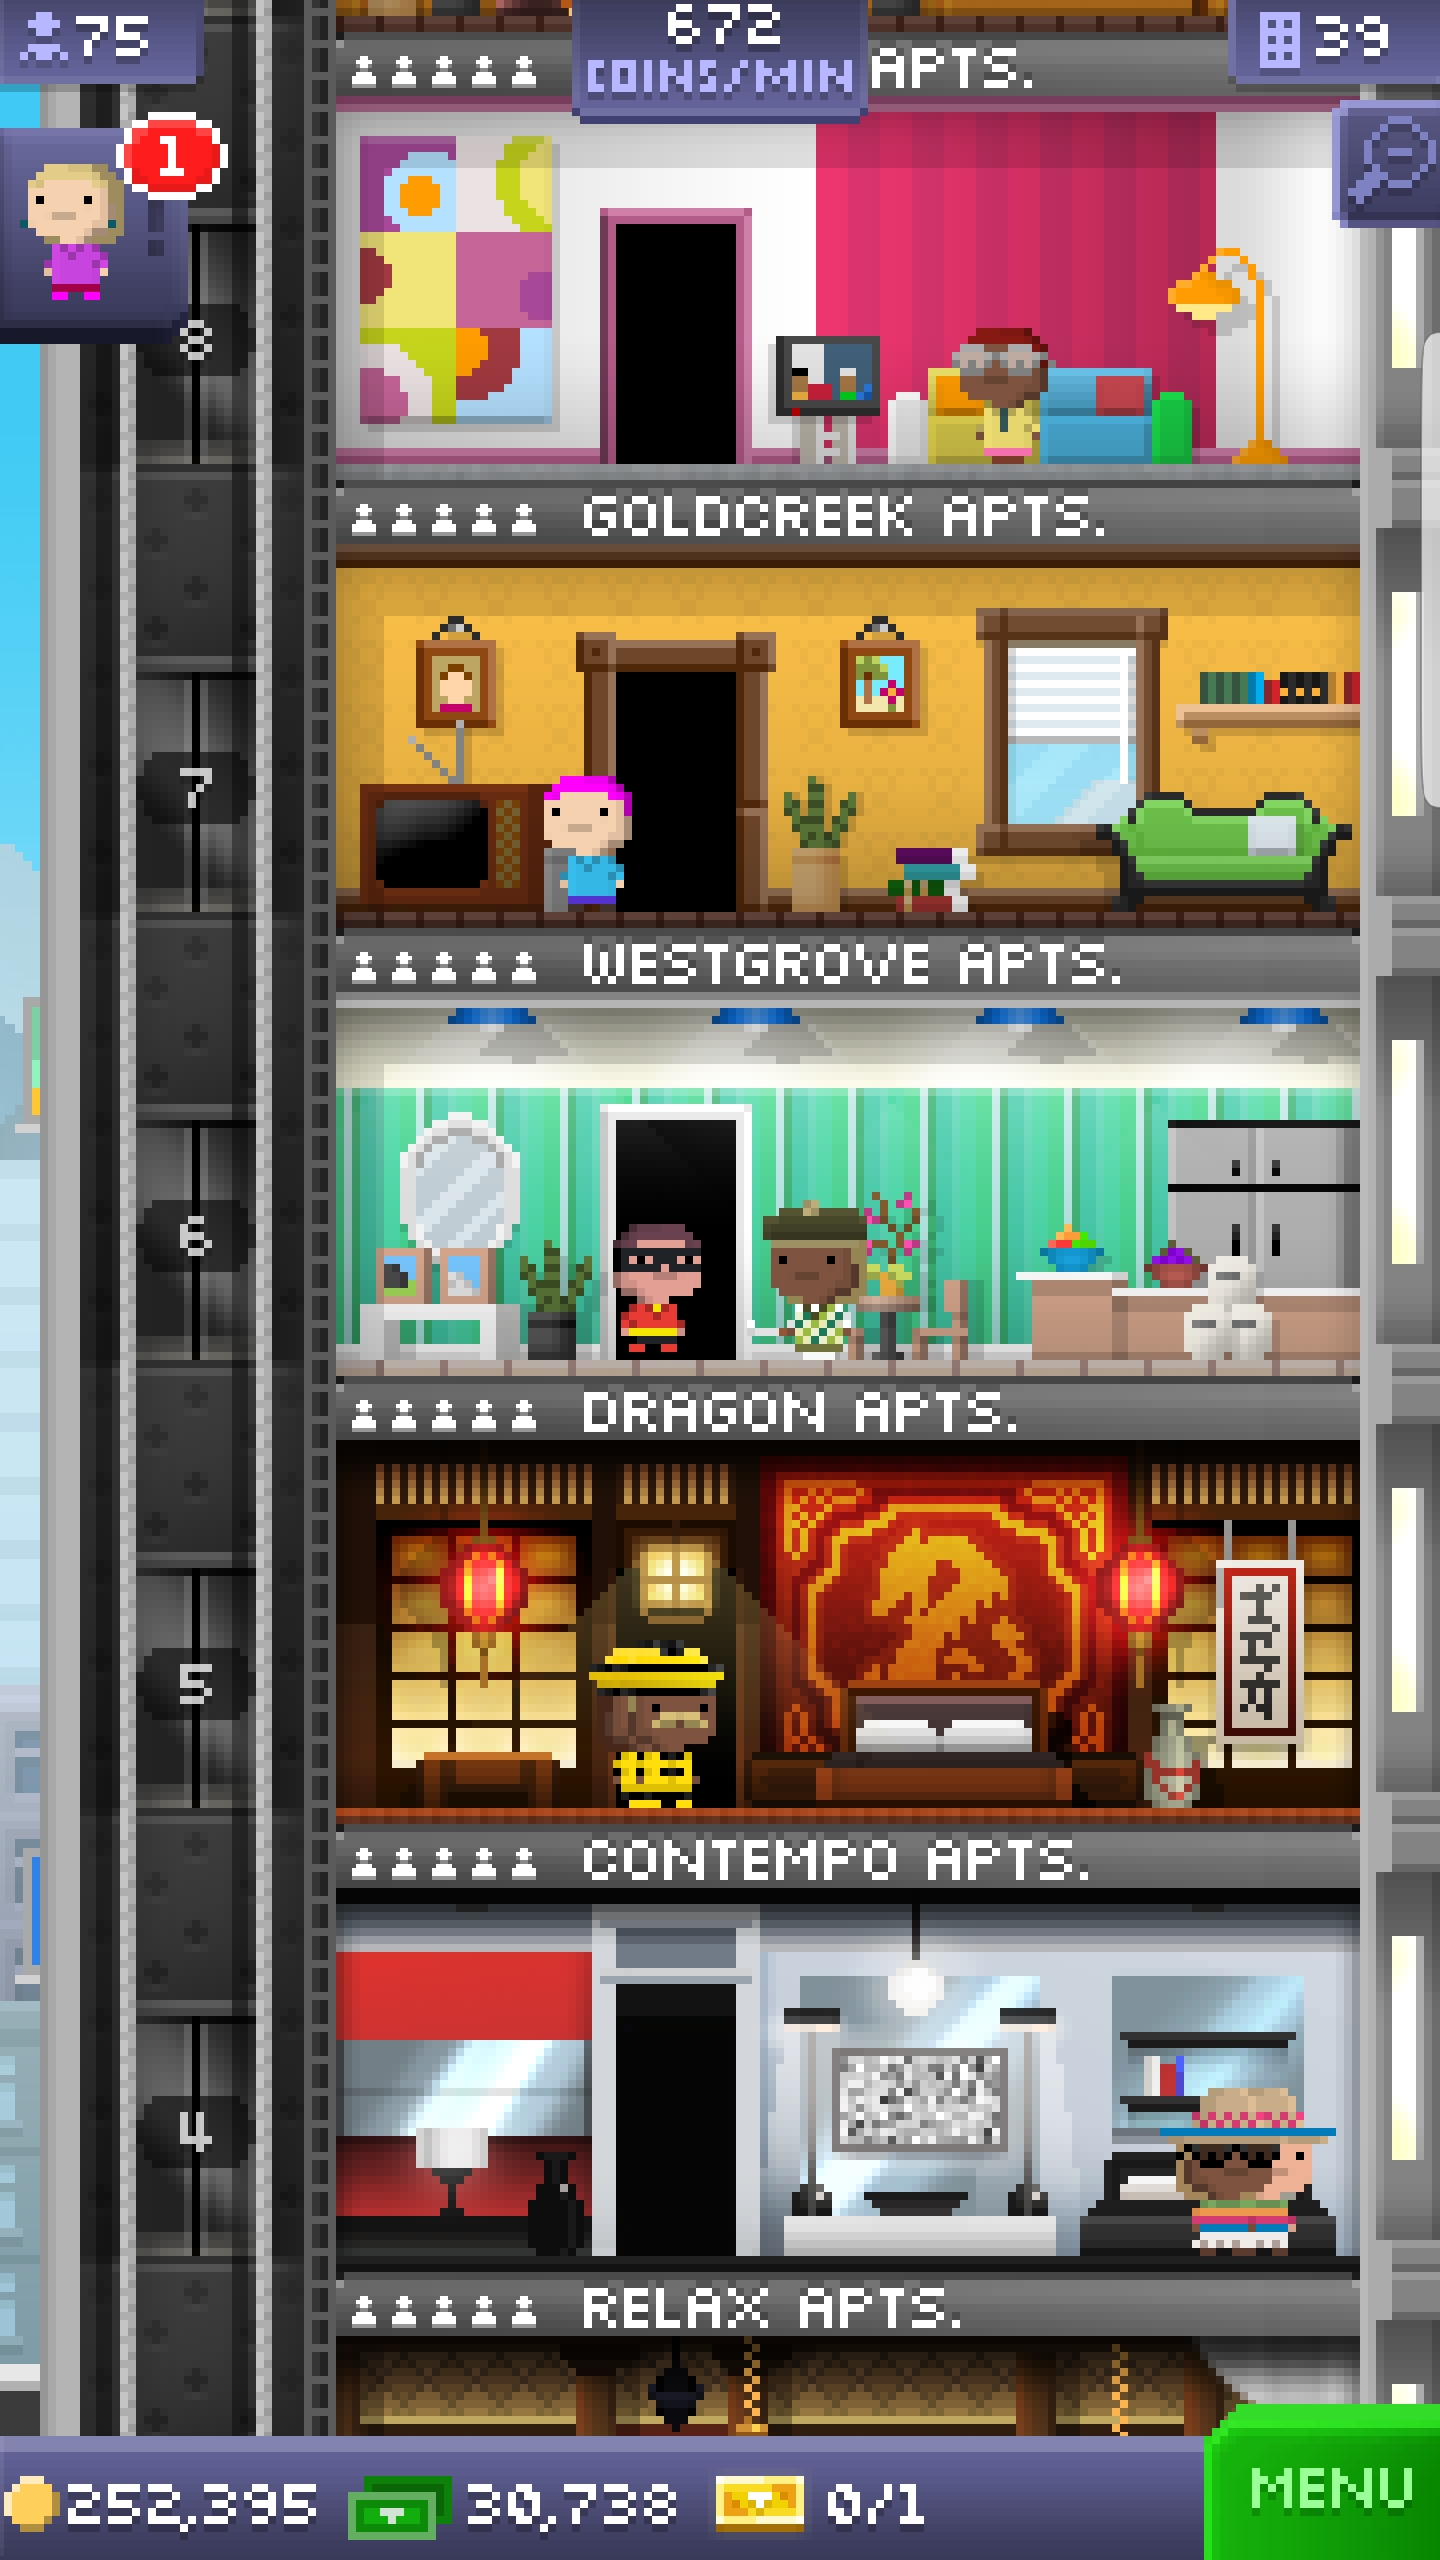 75
672
COINS/MIN
39
APTS.
1
8
GOLDCREEK APTS.
7
WESTGROVE APTS.
6
DRAGON APTS.
5
CONTEMPO APTS.
4
RELAX APTS.
252,395
30,738
0/1
MENU